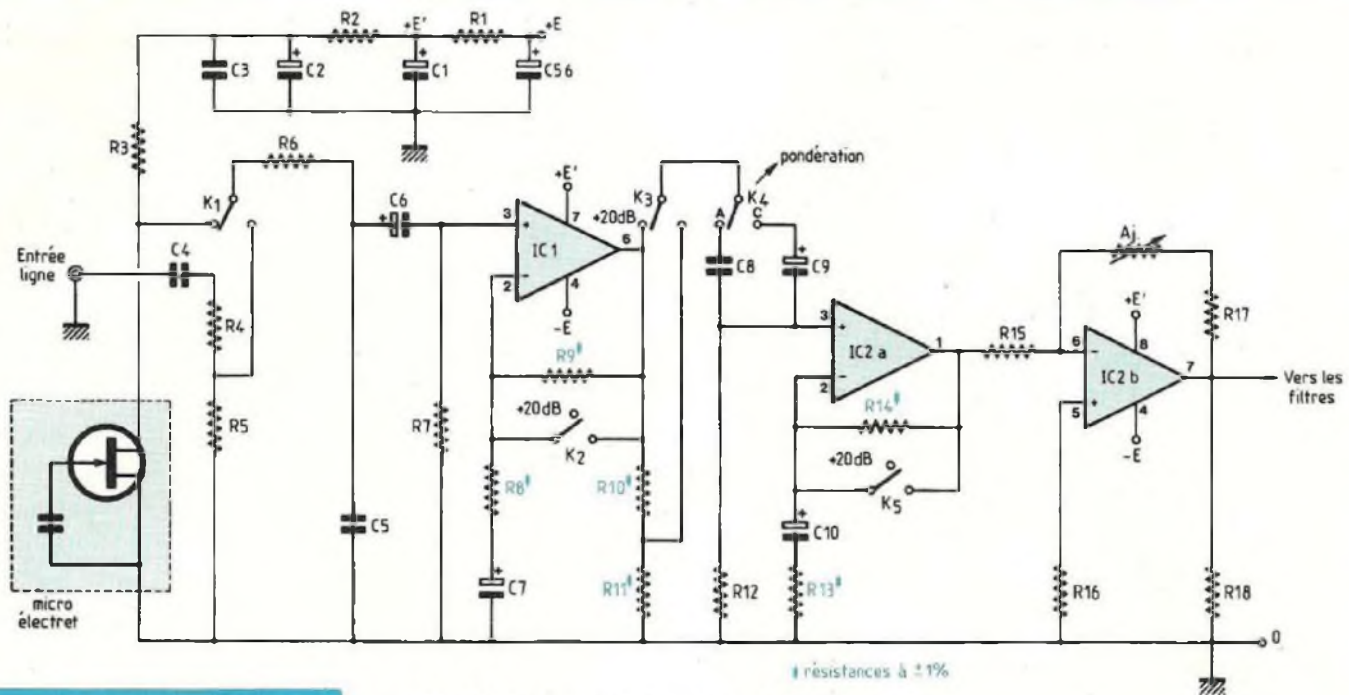 R2 +E' R1 +E
C3 C2 C1 C56
R3 R6
pondération
K1 K3 K4
+20dB A C
+E'
C6 3 7 6
IC1
2 4
-E
Entrée
ligne
C4
R4
R5
C8 C9
Aj.
R17
3 1
IC2 a
2
R15
+E'
6 8 7
IC2 b
5 4
-E
Vers les
filtres
R9#
+20dB
K2
R7
R8#
R10#
R14#
+20dB
K5
C10
C5
C7
R11#
R12
R13#
R16
R18
0
micro
électret
# résistances à ±1%